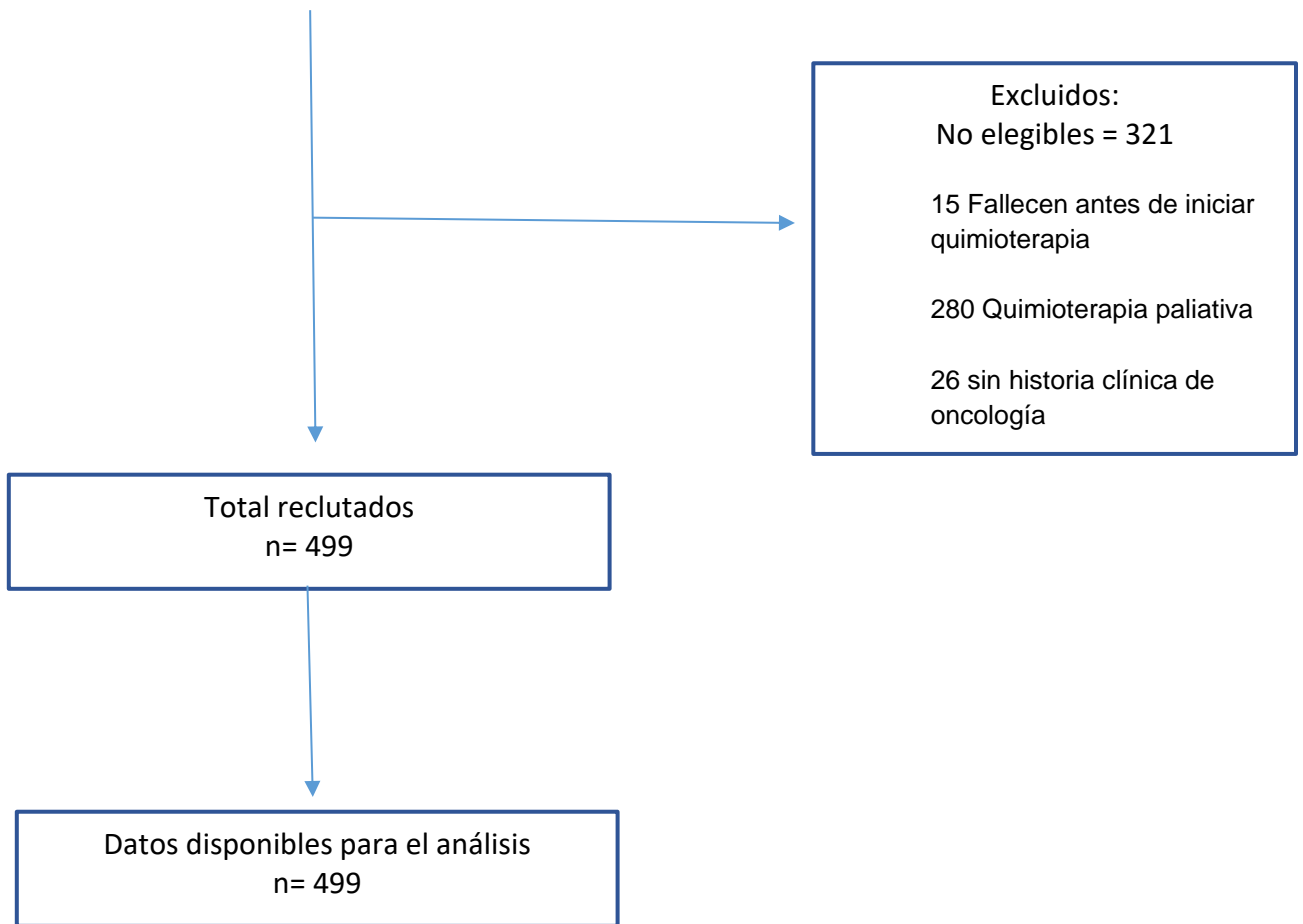 Excluidos:
No elegibles = 321
15 Fallecen antes de iniciar
quimioterapia
280 Quimioterapia paliativa
26 sin historia clínica de
oncología
Total reclutados
n= 499
Datos disponibles para el análisis
n= 499